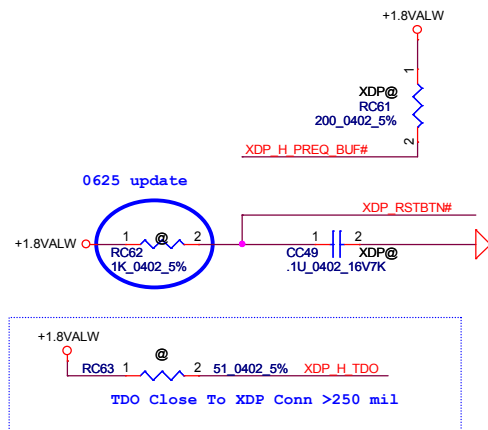 +1.8VALW
1
XDP@
RC61
200_0402_5%
2
XDP_H_PREQ_BUF#
0625 update
XDP_RSTBTN#
+1.8VALW
1 @ 2
RC62
1K_0402_5%
1 2
CC49 XDP@
.1U_0402_16V7K
+1.8VALW
@
RC63 1 2 51_0402_5% XDP_H_TDO
TDO Close To XDP Conn >250 mil